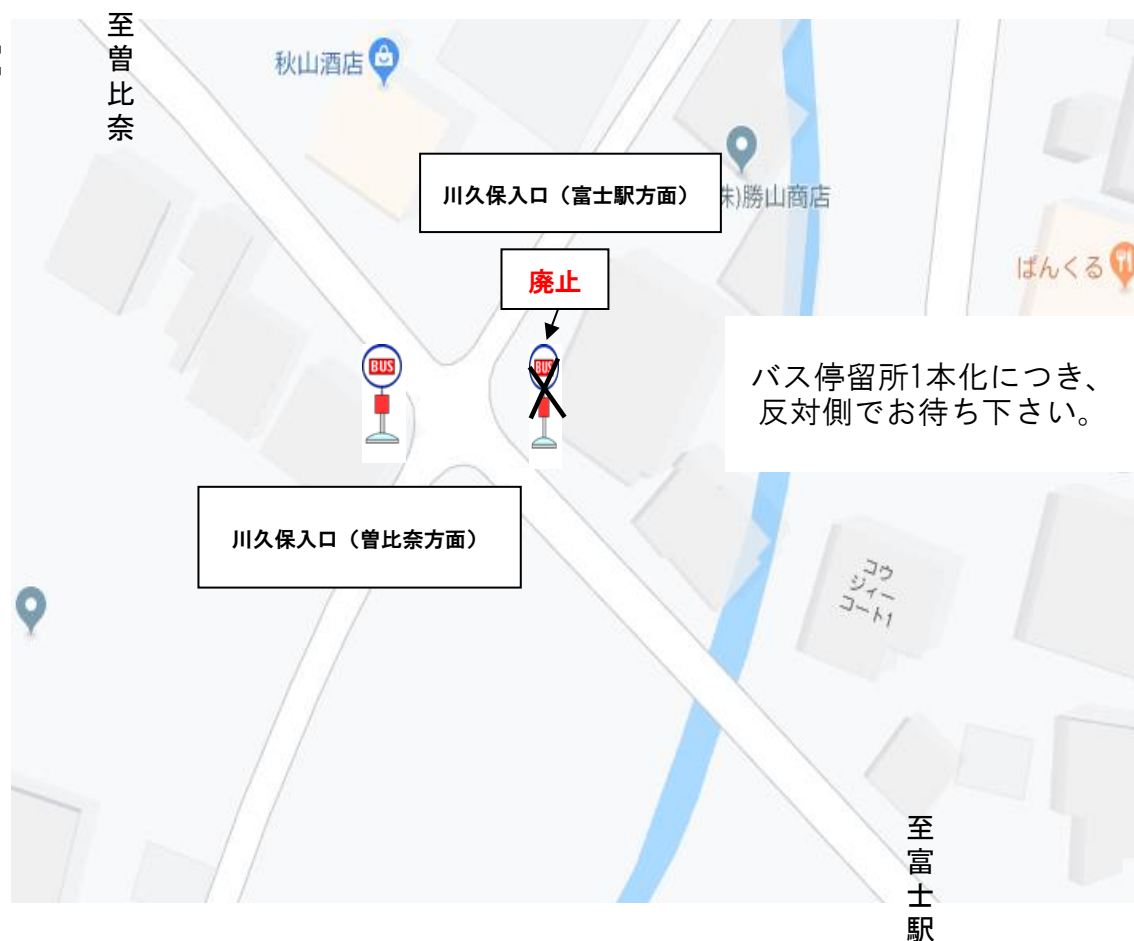 至曽比奈
秋山酒店
川久保入口（富士駅方面）
株)勝山商店
廃止
ばんくる
BUS
BUS
バス停留所1本化につき、
反対側でお待ち下さい。
川久保入口（曽比奈方面）
コウ
ジィー
コート1
至富士駅